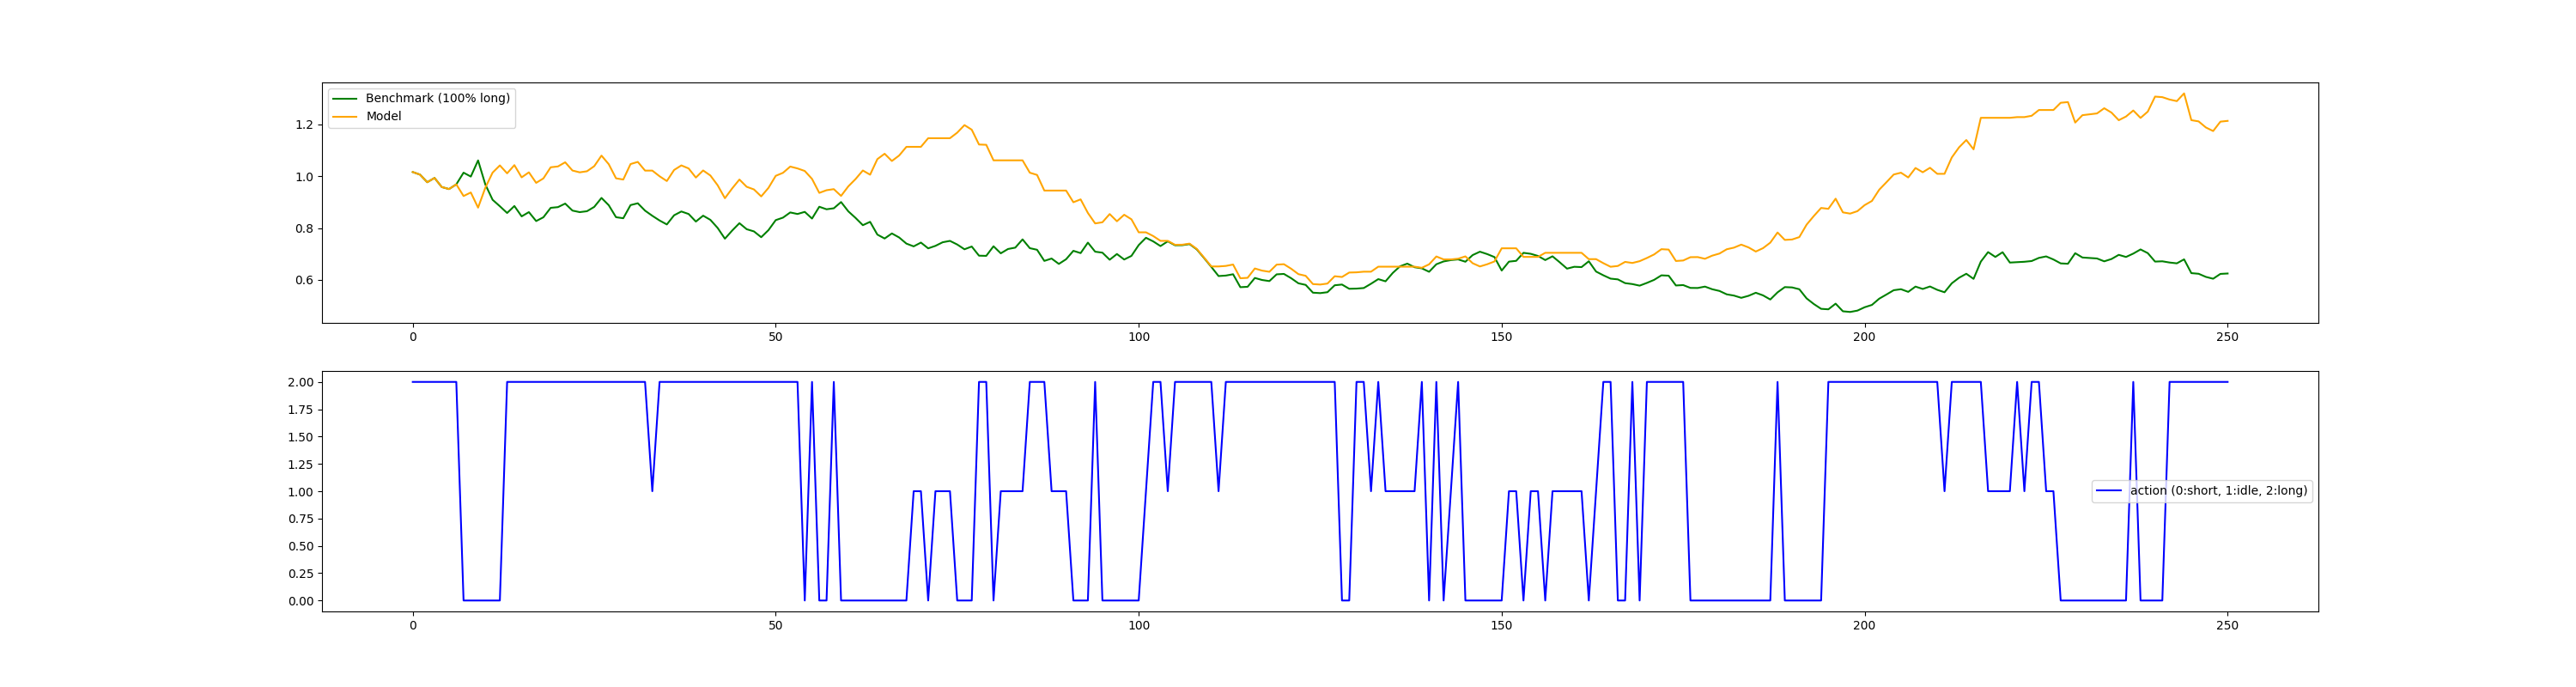 Benchmark (100% long)
Model
1.2
1.0
0.8
0.6
0 50 100 150 200 250
2.00
1.75
1.50
1.25
1.00
0.75
0.50
0.25
0.00
action (0:short, 1:idle, 2:long)
0 50 100 150 200 250